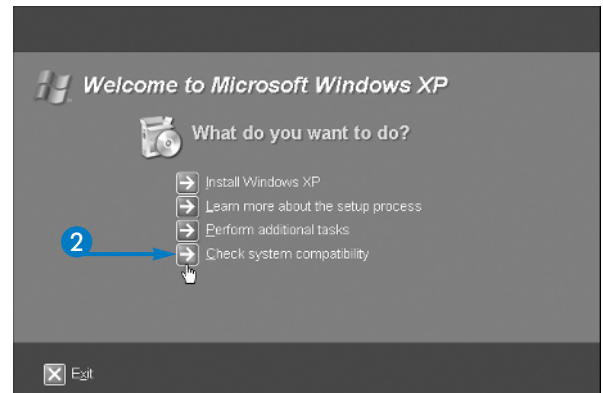 Welcome to Microsoft Windows XP
What do you want to do?
Install Windows XP
Learn more about the setup process
Perform additional tasks
2
Check system compatibility
Exit